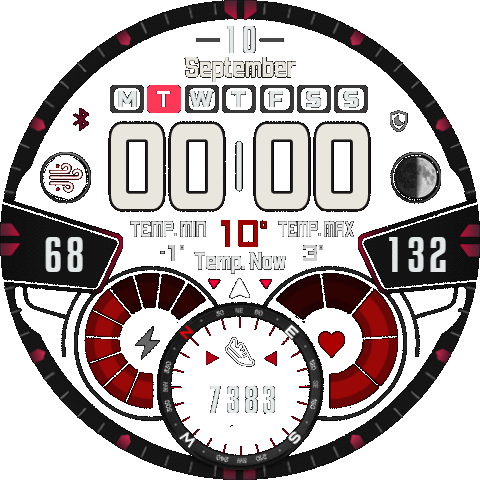 10
September
M T W T F S S
00 00
TEMP. MIN 10° TEMP. MAX
-1° Temp. Now 3°
68 132
N E
7383
W S